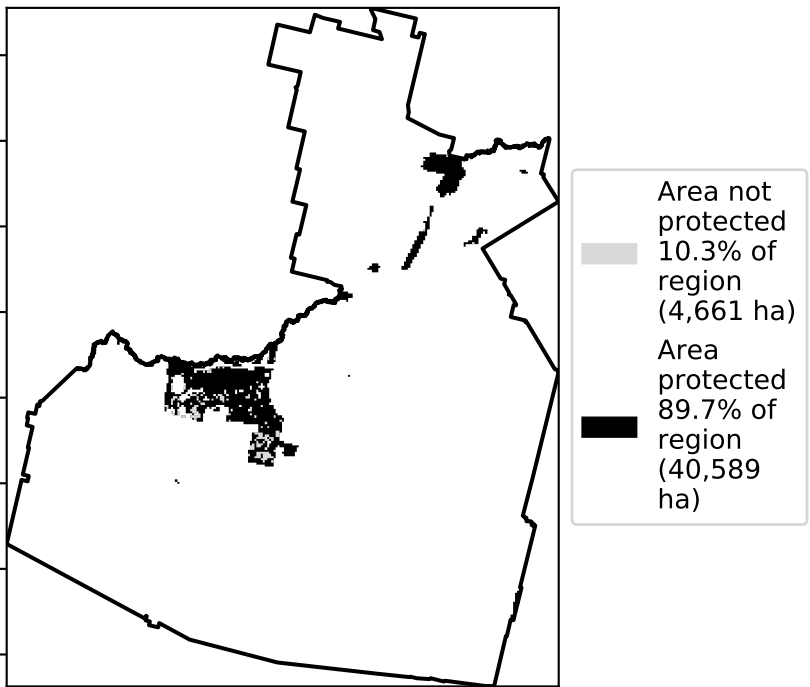 Area not
protected
10.3% of
region
(4,661 ha)
Area
protected
89.7% of
region
(40,589
ha)